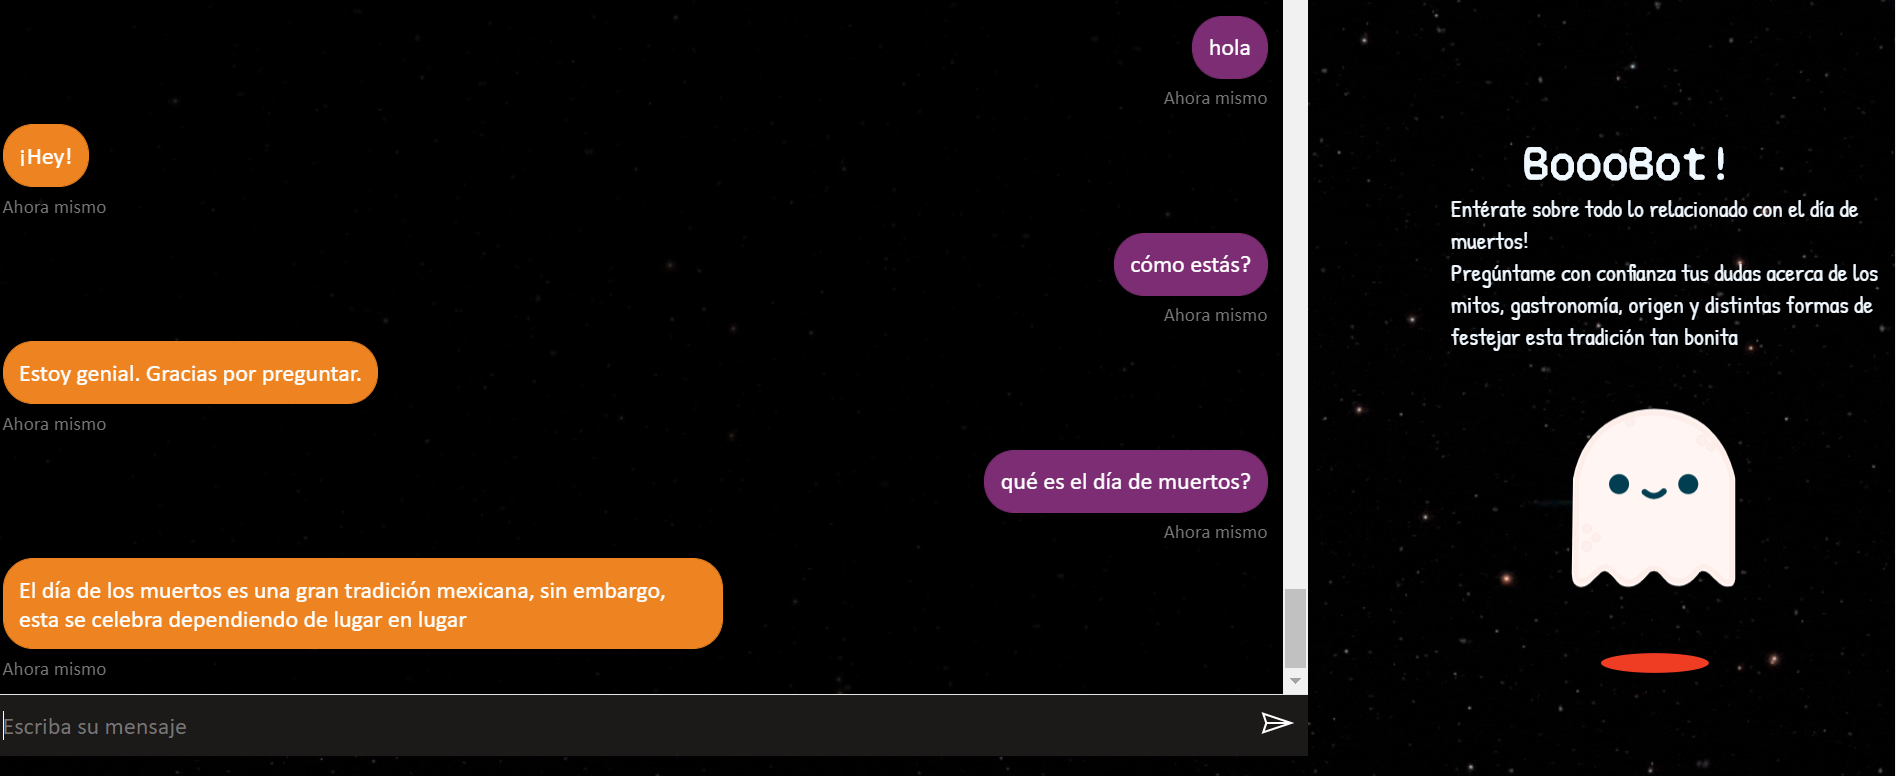 hola
Ahora mismo
¡Hey!
Ahora mismo
cómo estás?
Ahora mismo
Estoy genial. Gracias por preguntar.
Ahora mismo
qué es el día de muertos?
Ahora mismo
El día de los muertos es una gran tradición mexicana, sin embargo,
esta se celebra dependiendo de lugar en lugar
Ahora mismo
Escriba su mensaje
BoooBot!
Entérate sobre todo lo relacionado con el día de
muertos!
Pregúntame con confianza tus dudas acerca de los
mitos, gastronomía, origen y distintas formas de
festejar esta tradición tan bonita